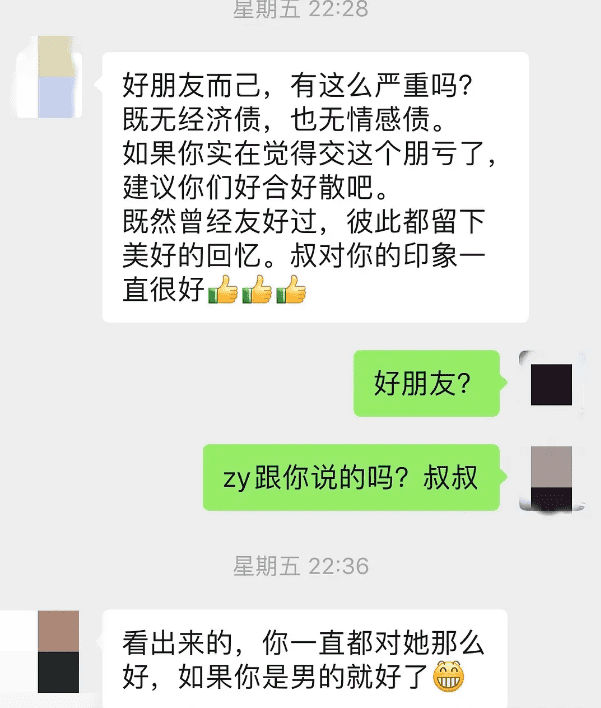 星期五 22:28
好朋友而己，有这么严重吗？
既无经济债，也无情感债。
如果你实在觉得交这个朋亏了，
建议你们好合好散吧。
既然曾经友好过，彼此都留下
美好的回忆。叔对你的印象一
直很好👍👍👍
好朋友？
zy跟你说的吗？叔叔
星期五 22:36
看出来的，你一直都对她那么
好，如果你是男的就好了😁